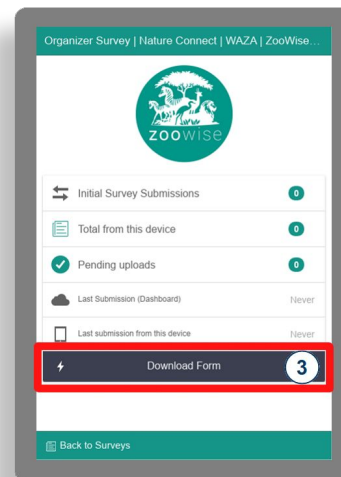 Organizer Survey | Nature Connect | WAZA | ZooWise...
zoowise
Initial Survey Submissions 0
Total from this device 0
Pending uploads 0
Last Submission (Dashboard) Never
Last submission from this device Never
Download Form 3
Back to Surveys